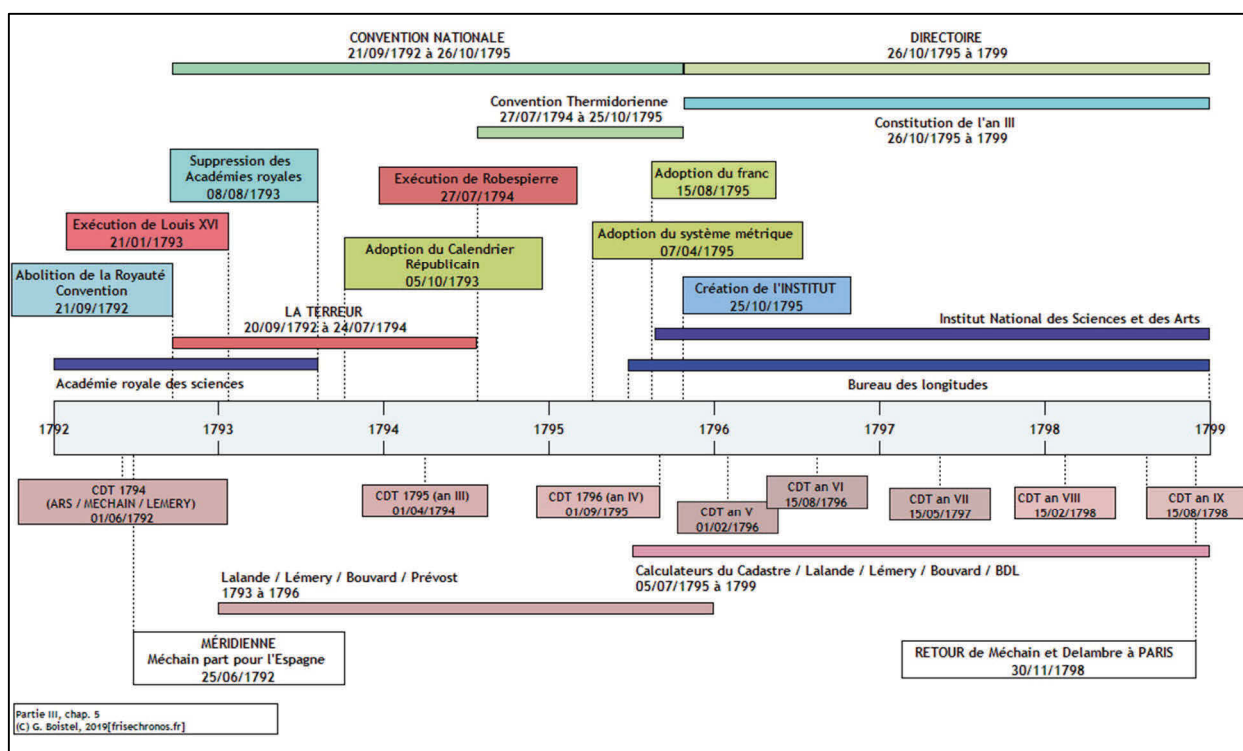 CONVENTION NATIONALE
21/09/1792 à 26/10/1795
DIRECTOIRE
26/10/1795 à 1799
Convention Thermidorienne
27/07/1794 à 25/10/1795
Constitution de l'an III
26/10/1795 à 1799
Suppression des
Académies royales
08/08/1793
Exécution de Robespierre
27/07/1794
Adoption du franc
15/08/1795
Exécution de Louis XVI
21/01/1793
Adoption du Calendrier
Républicain
05/10/1793
Adoption du système métrique
07/04/1795
Abolition de la Royauté
Convention
21/09/1792
Création de l'INSTITUT
25/10/1795
LA TERREUR
20/09/1792 à 24/07/1794
Institut National des Sciences et des Arts
Académie royale des sciences
Bureau des longitudes
1792
1793
1794
1795
1796
1797
1798
1799
CDT 1794
(ARS / MECHAIN / LEMERY)
01/06/1792
CDT 1795 (an III)
01/04/1794
CDT 1796 (an IV)
01/09/1795
CDT an V
01/02/1796
CDT an VI
15/08/1796
CDT an VII
15/05/1797
CDT an VIII
15/02/1798
CDT an IX
15/08/1798
Lalande / Lémery / Bouvard / Prévost
1793 à 1796
Calculateurs du Cadastre / Lalande / Lémery / Bouvard / BDL
05/07/1795 à 1799
MÉRIDIENNE
Méchain part pour l'Espagne
25/06/1792
RETOUR de Méchain et Delambre à PARIS
30/11/1798
Partie III, chap. 5
(C) G. Boistel, 2019[frisechronos.fr]